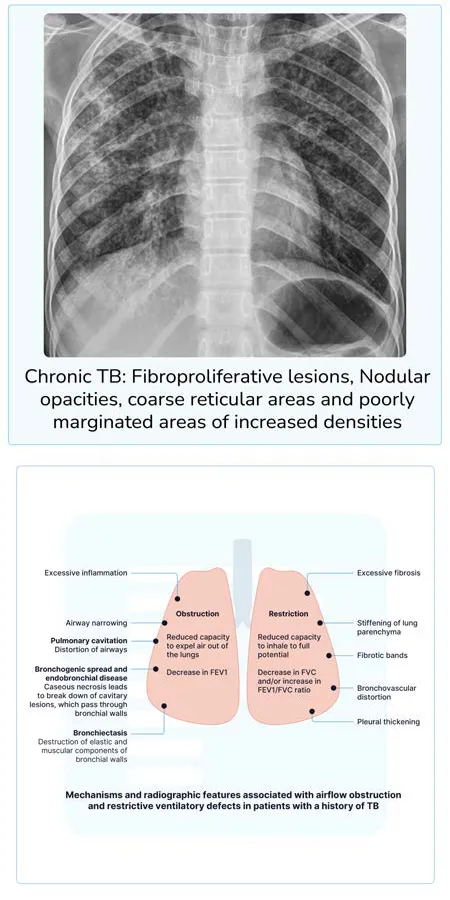 Chronic TB: Fibroproliferative lesions, Nodular
opacities, coarse reticular areas and poorly
marginated areas of increased densities
Excessive inflammation
Airway narrowing
Pulmonary cavitation
Distortion of airways
Bronchogenic spread and
endobronchial disease
Caseous necrosis leads
to break down of cavitary
lesions, which pass through
bronchial walls
Bronchiectasis
Destruction of elastic and
muscular components of
bronchial walls
Obstruction
Reduced capacity
to expel air out of
the lungs
Decrease in FEV1
Restriction
Reduced capacity
to inhale to full
potential
Decrease in FVC
and/or increase in
FEV1/FVC ratio
Excessive fibrosis
Stiffening of lung
parenchyma
Fibrotic bands
Bronchovascular
distortion
Pleural thickening
Mechanisms and radiographic features associated with airflow obstruction
and restrictive ventilatory defects in patients with a history of TB